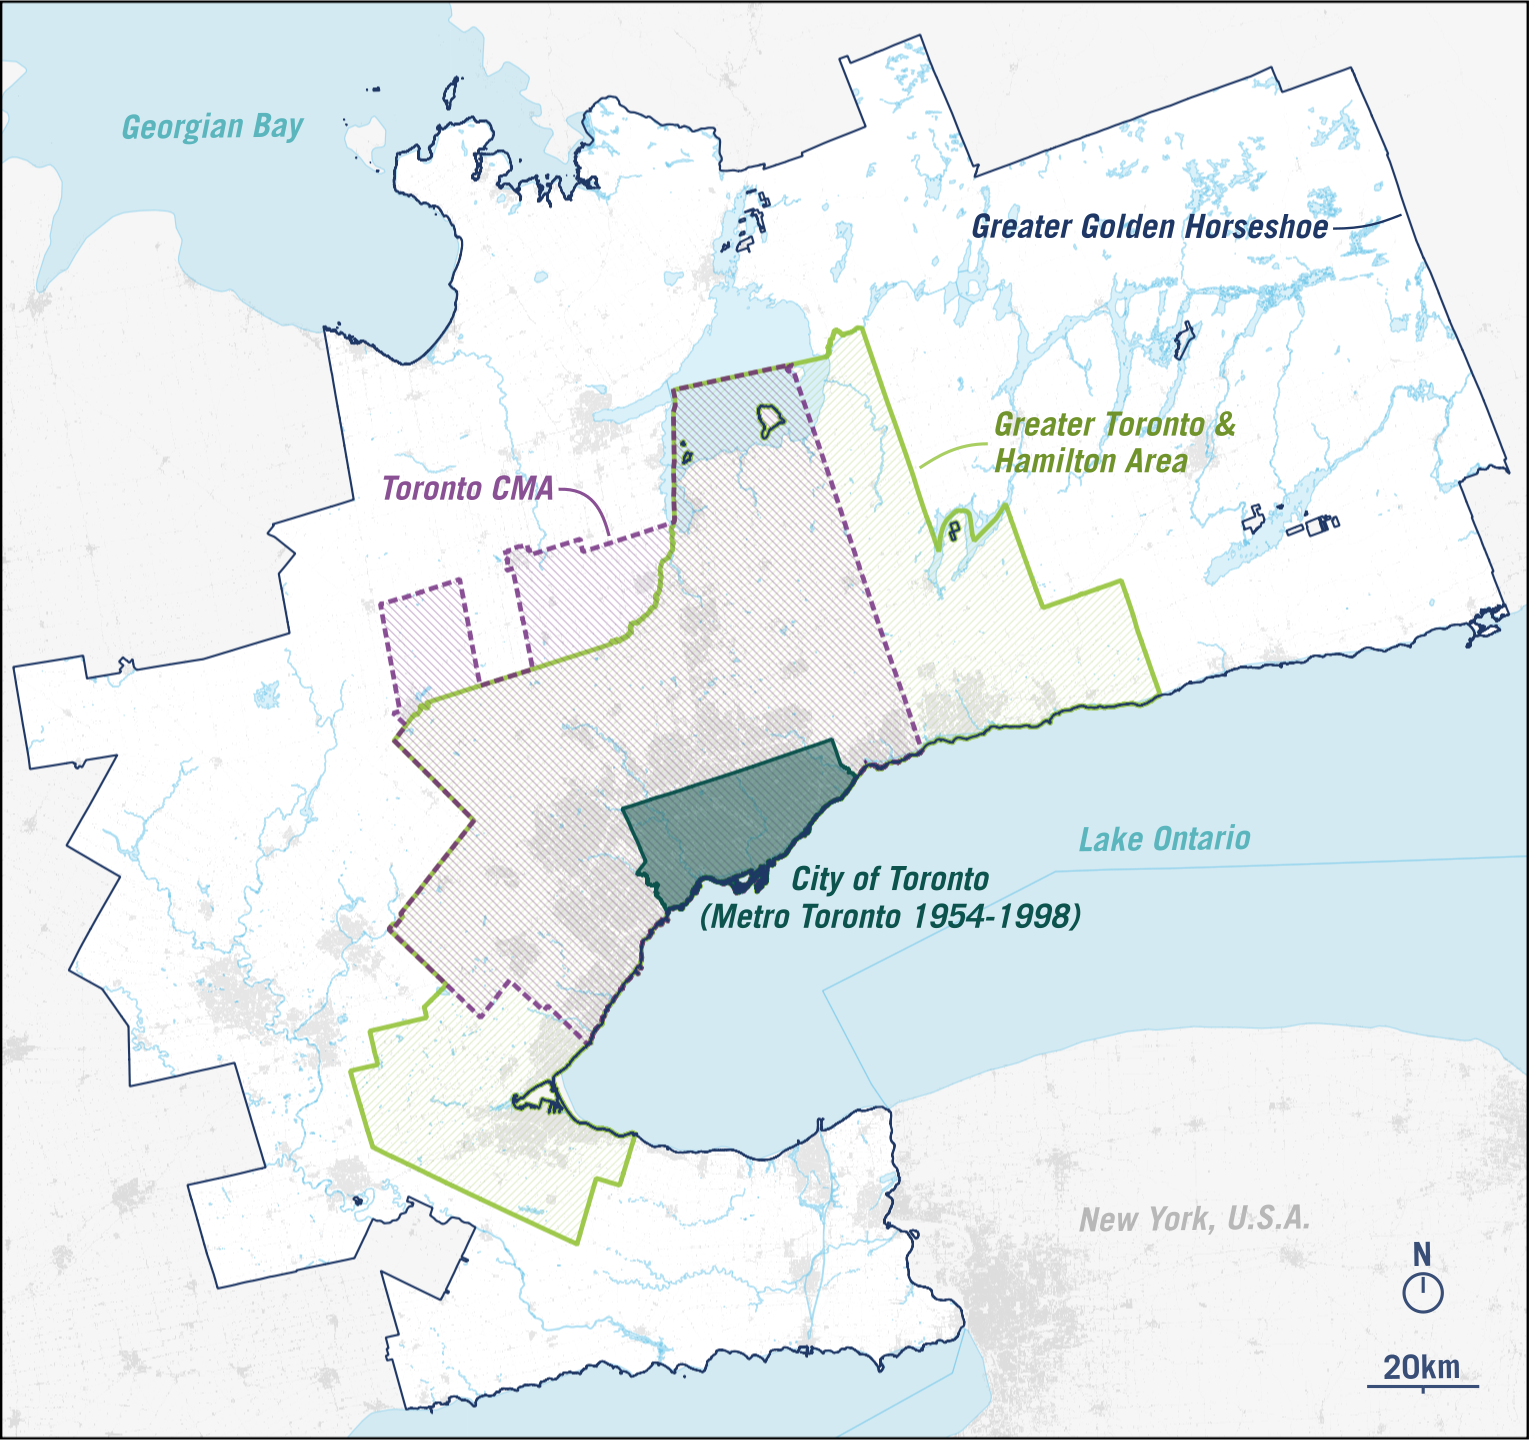 Georgian Bay
Greater Golden Horseshoe
Greater Toronto &
Hamilton Area
Toronto CMA
Lake Ontario
City of Toronto
(Metro Toronto 1954-1998)
New York, U.S.A.
N
20km